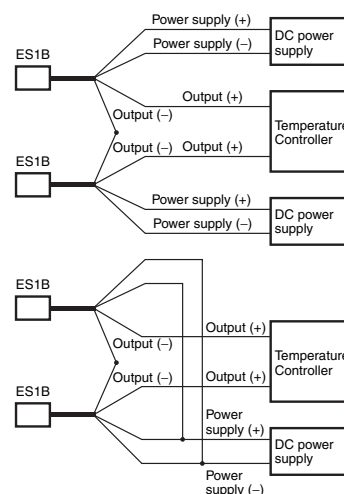 Power supply (+)
DC power
supply
Power supply (–)
ES1B
Output (+)
Output (–)
Temperature
Controller
Output (–)
Output (+)
ES1B
Power supply (+)
DC power
supply
Power supply (–)
ES1B
Output (+)
Output (–)
Temperature
Controller
Output (–)
Output (+)
ES1B
Power
supply (+)
DC power
supply
Power
supply (–)